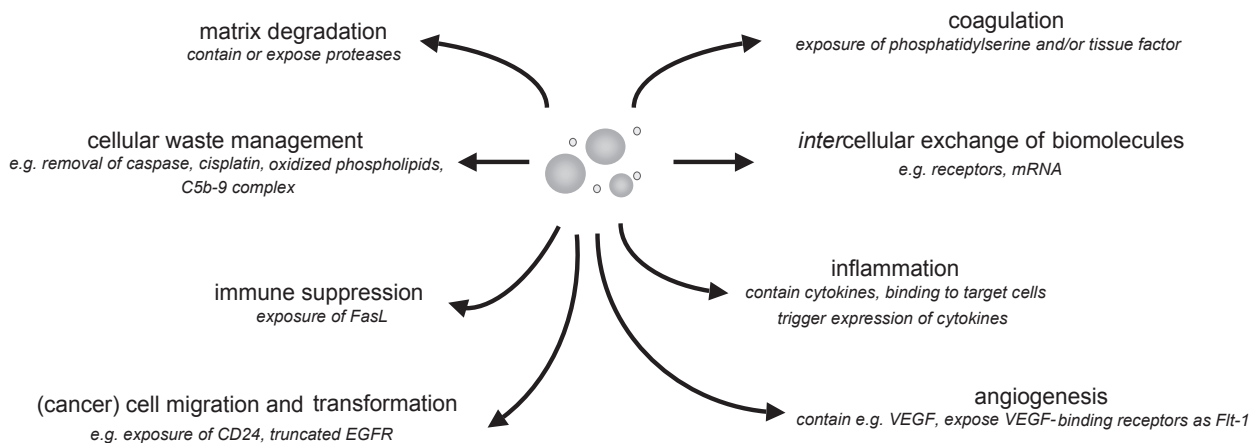 matrix degradation
contain or expose proteases
coagulation
exposure of phosphatidylserine and/or tissue factor
cellular waste management
e.g. removal of caspase, cisplatin, oxidized phospholipids,
C5b-9 complex
intercellular exchange of biomolecules
e.g. receptors, mRNA
immune suppression
exposure of FasL
inflammation
contain cytokines, binding to target cells
trigger expression of cytokines
(cancer) cell migration and transformation
e.g. exposure of CD24, truncated EGFR
angiogenesis
contain e.g. VEGF, expose VEGF-binding receptors as Flt-1